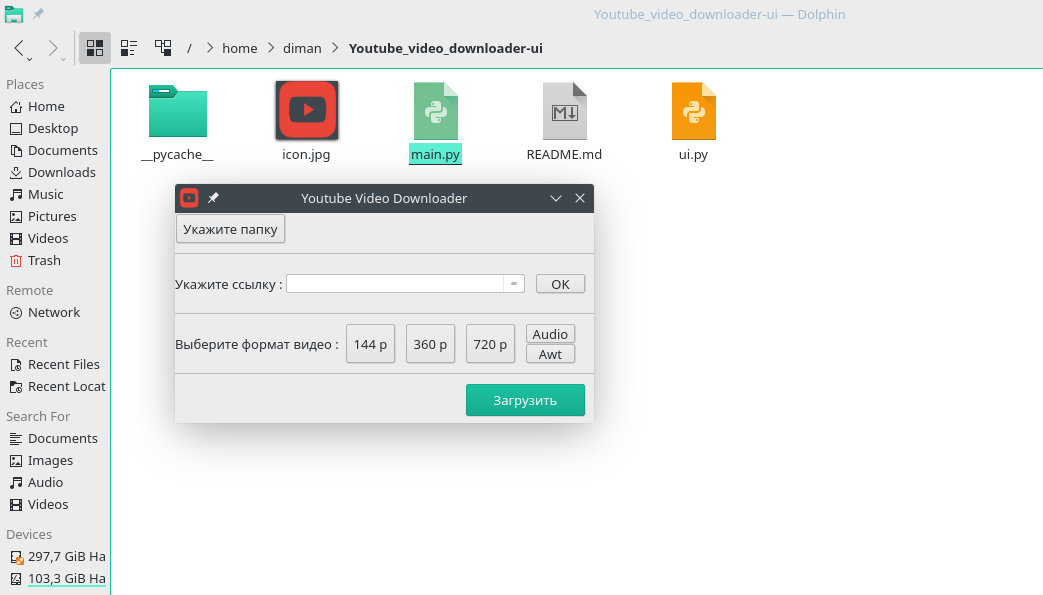 Youtube_video_downloader-ui — Dolphin
/ > home > diman > Youtube_video_downloader-ui
Places
Home
Desktop
Documents
Downloads
Music
Pictures
Videos
Trash
Remote
Network
Recent
Recent Files
Recent Locat
Search For
Documents
Images
Audio
Videos
Devices
297,7 GiB Ha
103,3 GiB Ha
__pycache__
icon.jpg
main.py
README.md
ui.py
Youtube Video Downloader
Укажите папку
Укажите ссылку :
OK
Выберите формат видео :
144 p
360 p
720 p
Audio
Awt
Загрузить